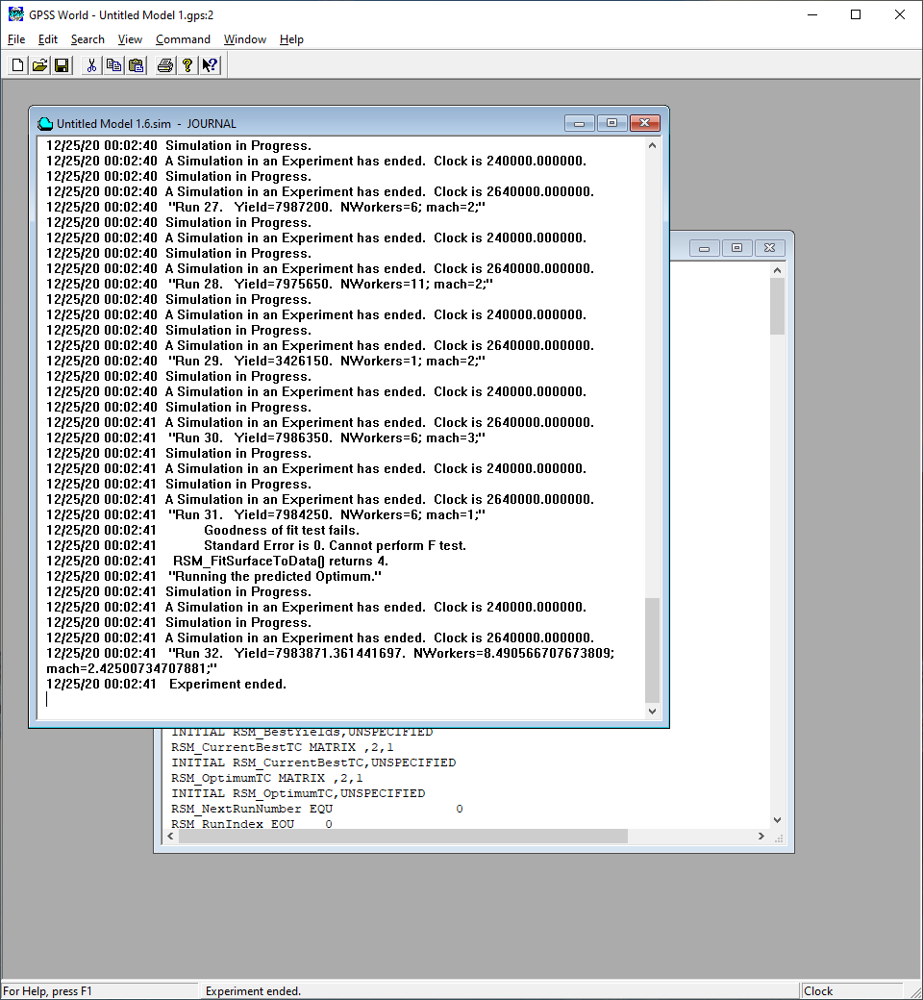 GPSS World - Untitled Model 1.gps:2
File Edit Search View Command Window Help
Untitled Model 1.6.sim - JOURNAL
12/25/20 00:02:40 Simulation in Progress.
12/25/20 00:02:40 A Simulation in an Experiment has ended. Clock is 240000.000000.
12/25/20 00:02:40 Simulation in Progress.
12/25/20 00:02:40 A Simulation in an Experiment has ended. Clock is 2640000.000000.
12/25/20 00:02:40 "Run 27. Yield=7987200. NWorkers=6; mach=2;"
12/25/20 00:02:40 Simulation in Progress.
12/25/20 00:02:40 A Simulation in an Experiment has ended. Clock is 240000.000000.
12/25/20 00:02:40 Simulation in Progress.
12/25/20 00:02:40 A Simulation in an Experiment has ended. Clock is 2640000.000000.
12/25/20 00:02:40 "Run 28. Yield=7975650. NWorkers=11; mach=2;"
12/25/20 00:02:40 Simulation in Progress.
12/25/20 00:02:40 A Simulation in an Experiment has ended. Clock is 240000.000000.
12/25/20 00:02:40 Simulation in Progress.
12/25/20 00:02:40 A Simulation in an Experiment has ended. Clock is 2640000.000000.
12/25/20 00:02:40 "Run 29. Yield=3426150. NWorkers=1; mach=2;"
12/25/20 00:02:40 Simulation in Progress.
12/25/20 00:02:40 A Simulation in an Experiment has ended. Clock is 240000.000000.
12/25/20 00:02:40 Simulation in Progress.
12/25/20 00:02:41 A Simulation in an Experiment has ended. Clock is 2640000.000000.
12/25/20 00:02:41 "Run 30. Yield=7986350. NWorkers=6; mach=3;"
12/25/20 00:02:41 Simulation in Progress.
12/25/20 00:02:41 A Simulation in an Experiment has ended. Clock is 240000.000000.
12/25/20 00:02:41 Simulation in Progress.
12/25/20 00:02:41 A Simulation in an Experiment has ended. Clock is 2640000.000000.
12/25/20 00:02:41 "Run 31. Yield=7984250. NWorkers=6; mach=1;"
12/25/20 00:02:41 Goodness of fit test fails.
12/25/20 00:02:41 Standard Error is 0. Cannot perform F test.
12/25/20 00:02:41 RSM_FitSurfaceToData() returns 4.
12/25/20 00:02:41 "Running the predicted Optimum."
12/25/20 00:02:41 Simulation in Progress.
12/25/20 00:02:41 A Simulation in an Experiment has ended. Clock is 240000.000000.
12/25/20 00:02:41 Simulation in Progress.
12/25/20 00:02:41 A Simulation in an Experiment has ended. Clock is 2640000.000000.
12/25/20 00:02:41 "Run 32. Yield=7983871.361441697. NWorkers=8.490566707673809;
mach=2.42500734707881;"
12/25/20 00:02:41 Experiment ended.
INITIAL RSM_BestYields,UNSPECIFIED
RSM_CurrentBestTC MATRIX ,2,1
INITIAL RSM_CurrentBestTC,UNSPECIFIED
RSM_OptimumTC MATRIX ,2,1
INITIAL RSM_OptimumTC,UNSPECIFIED
RSM_NextRunNumber EQU 0
RSM_RunIndex EQU 0
For Help, press F1 Experiment ended. Clock